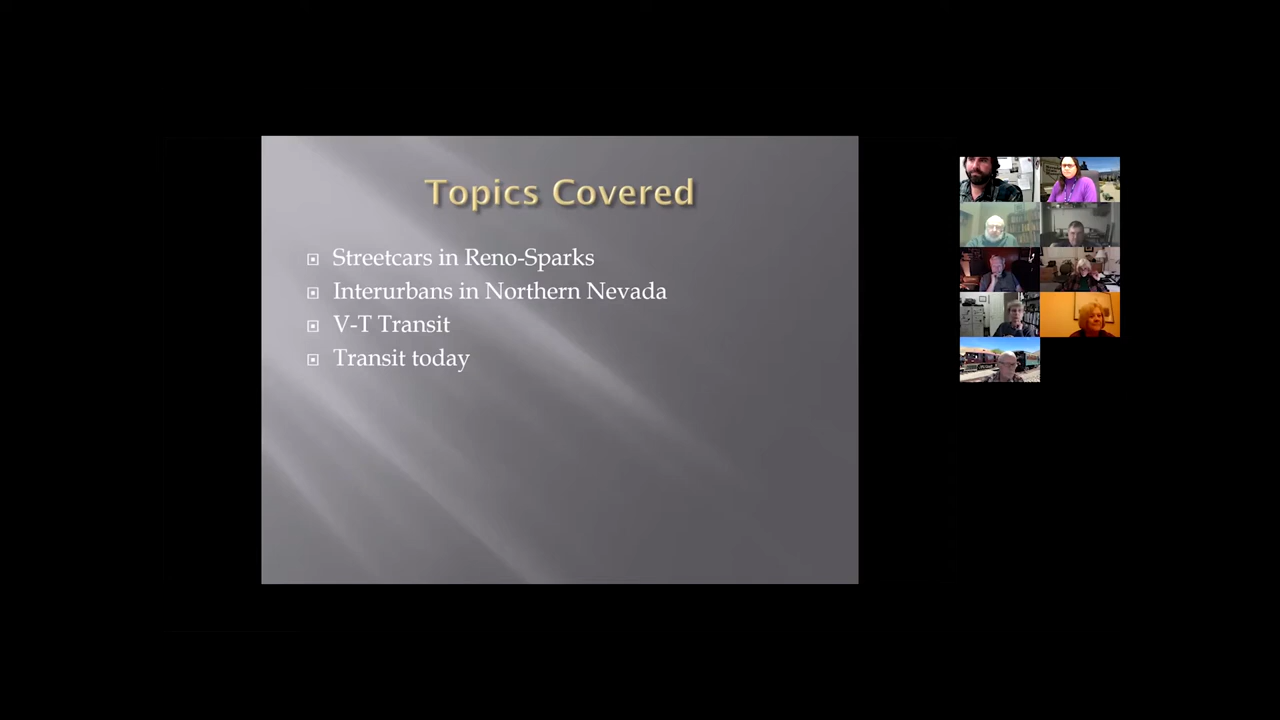 Topics Covered
Streetcars in Reno-Sparks
Interurbans in Northern Nevada
V-T Transit
Transit today